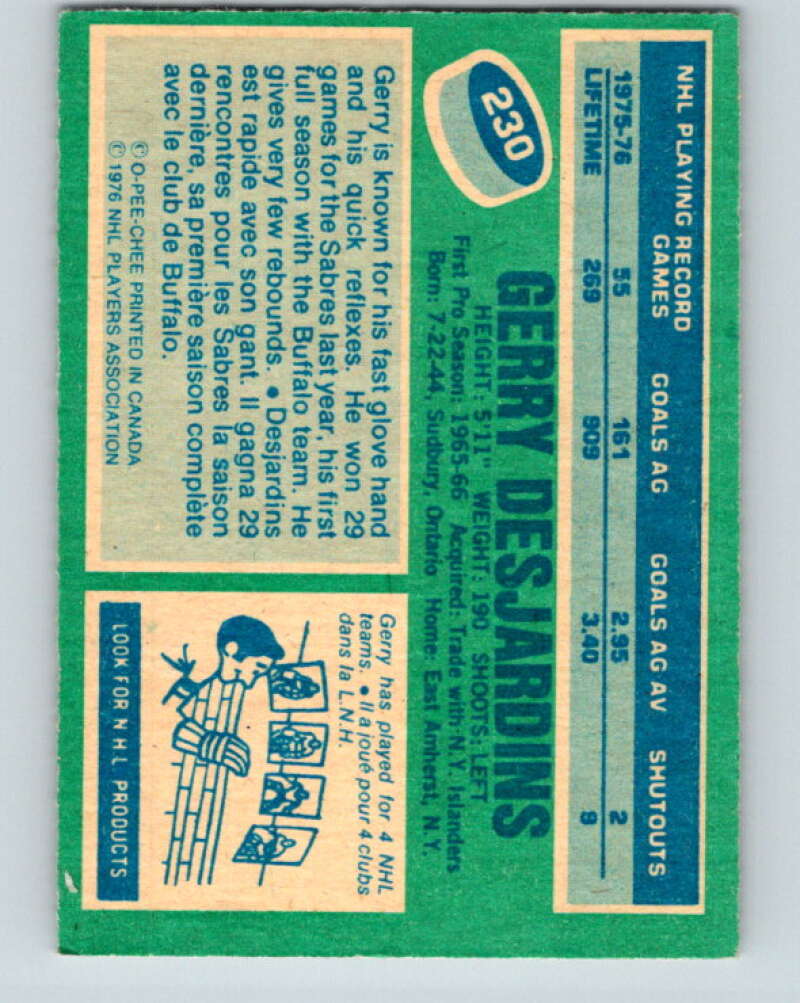 NHL PLAYING RECORD
GAMES GOALS AG GOALS AG AV SHUTOUTS
1975-76 55 161 2.95 2
LIFETIME 269 909 3.40 9
230
GERRY DESJARDINS
HEIGHT: 5'11" WEIGHT: 190 SHOOTS: LEFT
First Pro Season: 1965-66 Acquired: Trade with N.Y. Islanders
Born: 7-22-44, Sudbury, Ontario Home: East Amherst, N.Y.
Gerry is known for his fast glove hand
and his quick reflexes. He won 29
games for the Sabres last year, his first
full season with the Buffalo team. He
gives very few rebounds. • Desjardins
est rapide avec son gant. Il gagna 29
rencontres pour les Sabres la saison
dernière, sa première saison complète
avec le club de Buffalo.
© O-PEE-CHEE PRINTED IN CANADA
© 1976 NHL PLAYERS ASSOCIATION
Gerry has played for 4 NHL
teams. • Il a joué pour 4 clubs
dans la L.N.H.
LOOK FOR NHL PRODUCTS